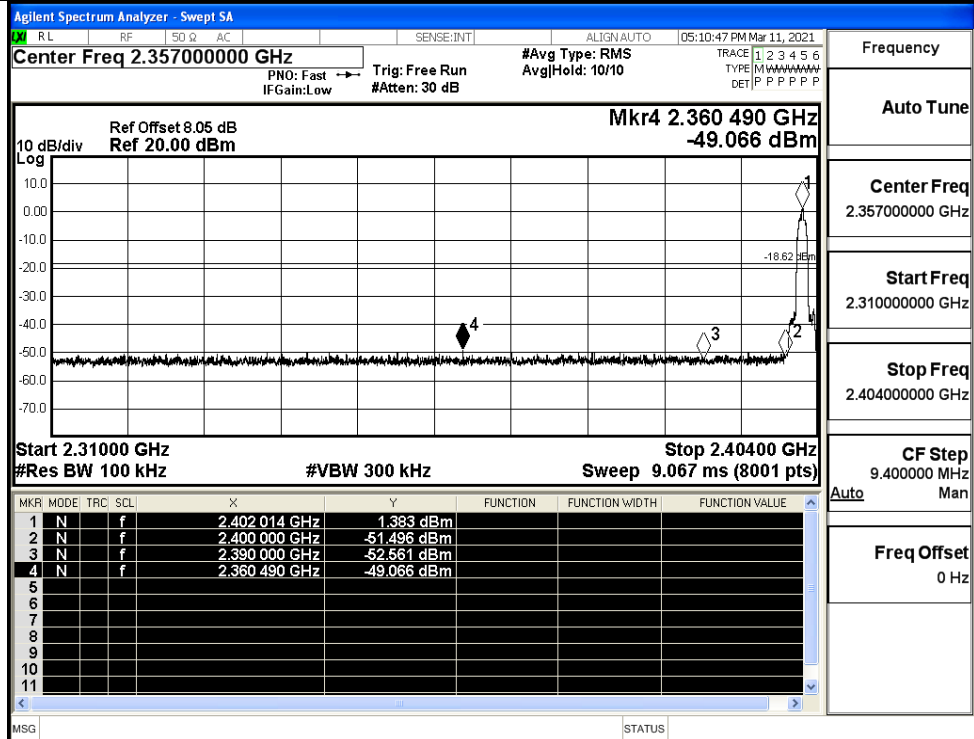 Agilent Spectrum Analyzer - Swept SA
LXI RL RF 50 Ω AC SENSE:INT ALIGNAUTO 05:10:47 PM Mar 11, 2021
Center Freq 2.357000000 GHz
PNO: Fast
IFGain:Low
Trig: Free Run
#Atten: 30 dB
#Avg Type: RMS
Avg|Hold: 10/10
TRACE 1 2 3 4 5 6
TYPE M WWWWW
DET P P P P P P
Frequency
Auto Tune
Center Freq
2.357000000 GHz
Start Freq
2.310000000 GHz
Stop Freq
2.404000000 GHz
CF Step
9.400000 MHz
Auto Man
Freq Offset
0 Hz
Mkr4 2.360 490 GHz
-49.066 dBm
Ref Offset 8.05 dB
10 dB/div Ref 20.00 dBm
Log
10.0
0.00
-10.0
-20.0
-30.0
-40.0
-50.0
-60.0
-70.0
1
-18.62 dBm
4
3
2
Start 2.31000 GHz Stop 2.40400 GHz
#Res BW 100 kHz #VBW 300 kHz Sweep 9.067 ms (8001 pts)
MKR MODE TRC SCL X Y FUNCTION FUNCTION WIDTH FUNCTION VALUE
1 N f 2.402 014 GHz 1.383 dBm
2 N f 2.400 000 GHz -51.496 dBm
3 N f 2.390 000 GHz -52.561 dBm
4 N f 2.360 490 GHz -49.066 dBm
5
6
7
8
9
10
11
MSG STATUS